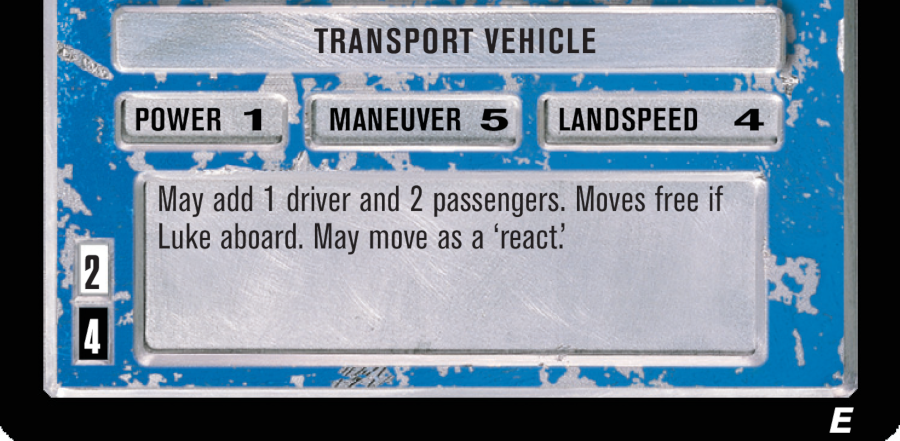 TRANSPORT VEHICLE
POWER 1 MANEUVER 5 LANDSPEED 4
May add 1 driver and 2 passengers. Moves free if
Luke aboard. May move as a ‘react.’
2
4
E